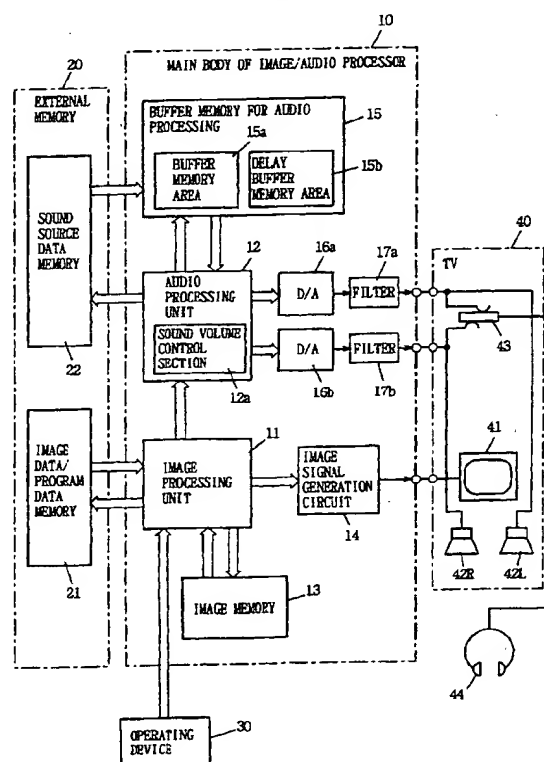 10
20
MAIN BODY OF IMAGE/AUDIO PROCESSOR
EXTERNAL
MEMORY
BUFFER MEMORY FOR AUDIO
PROCESSING
15
15a
BUFFER
MEMORY
AREA
DELAY
BUFFER
MEMORY AREA
15b
SOUND
SOURCE
DATA
MEMORY
22
12
AUDIO
PROCESSING
UNIT
SOUND VOLUME
CONTROL
SECTION
12a
16a
D/A
17a
FILTER
D/A
16b
FILTER
17b
40
TV
43
41
IMAGE DATA/
PROGRAM
DATA MEMORY
21
11
IMAGE
PROCESSING
UNIT
IMAGE
SIGNAL
GENERATION
CIRCUIT
14
42R
42L
IMAGE MEMORY
13
44
OPERATING
DEVICE
30